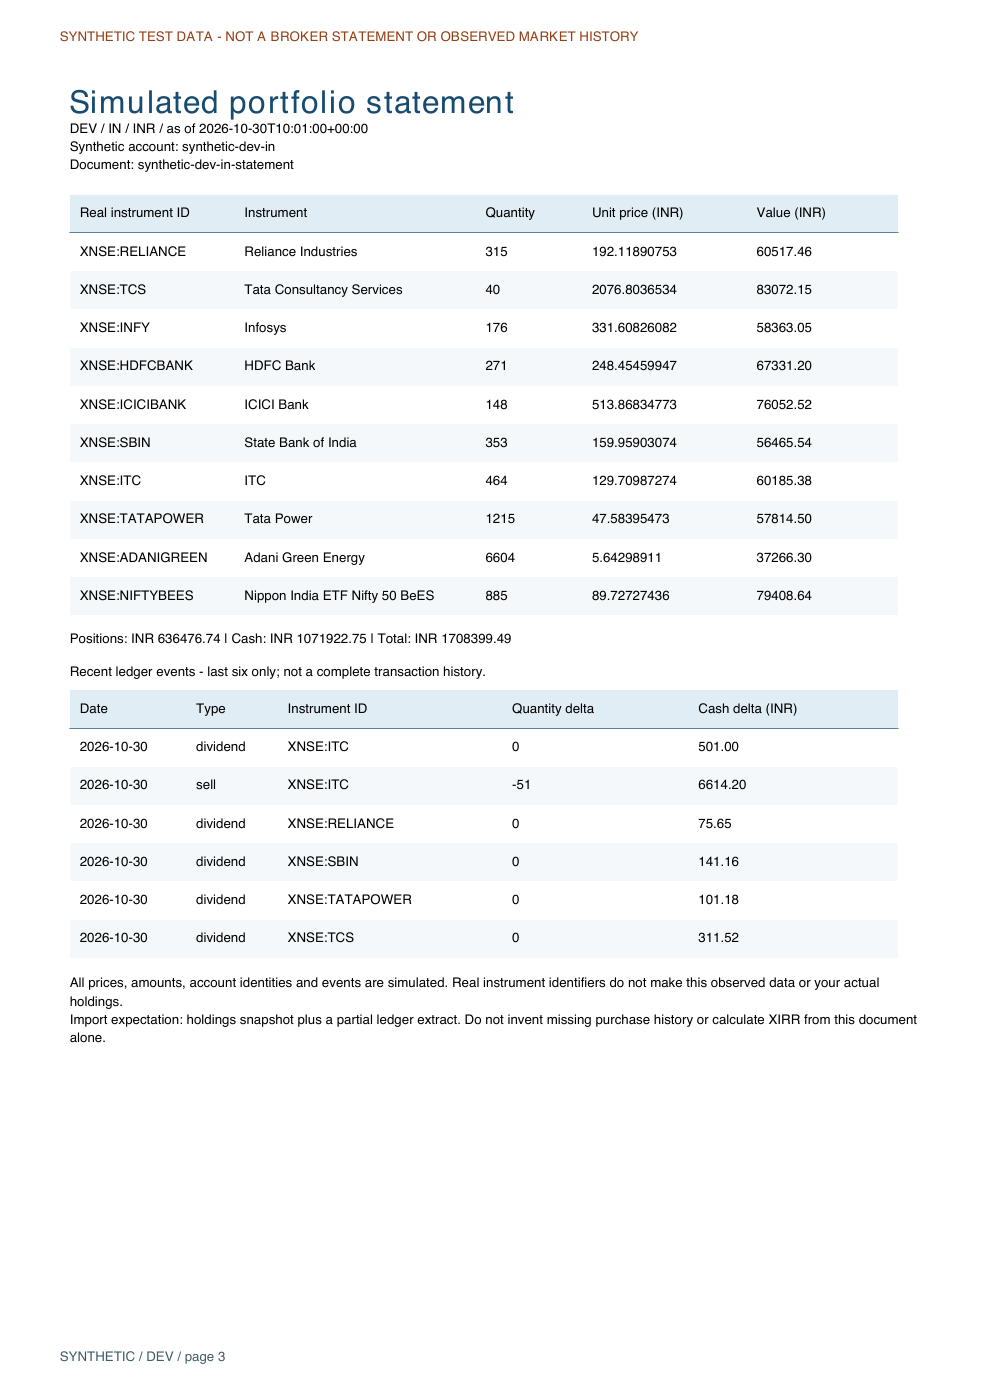 SYNTHETIC TEST DATA - NOT A BROKER STATEMENT OR OBSERVED MARKET HISTORY
Simulated portfolio statement
DEV / IN / INR / as of 2026-10-30T10:01:00+00:00
Synthetic account: synthetic-dev-in
Document: synthetic-dev-in-statement
Real instrument ID Instrument Quantity Unit price (INR) Value (INR)
XNSE:RELIANCE Reliance Industries 315 192.11890753 60517.46
XNSE:TCS Tata Consultancy Services 40 2076.8036534 83072.15
XNSE:INFY Infosys 176 331.60826082 58363.05
XNSE:HDFCBANK HDFC Bank 271 248.45459947 67331.20
XNSE:ICICIBANK ICICI Bank 148 513.86834773 76052.52
XNSE:SBIN State Bank of India 353 159.95903074 56465.54
XNSE:ITC ITC 464 129.70987274 60185.38
XNSE:TATAPOWER Tata Power 1215 47.58395473 57814.50
XNSE:ADANIGREEN Adani Green Energy 6604 5.64298911 37266.30
XNSE:NIFTYBEES Nippon India ETF Nifty 50 BeES 885 89.72727436 79408.64
Positions: INR 636476.74 | Cash: INR 1071922.75 | Total: INR 1708399.49
Recent ledger events - last six only; not a complete transaction history.
Date Type Instrument ID Quantity delta Cash delta (INR)
2026-10-30 dividend XNSE:ITC 0 501.00
2026-10-30 sell XNSE:ITC -51 6614.20
2026-10-30 dividend XNSE:RELIANCE 0 75.65
2026-10-30 dividend XNSE:SBIN 0 141.16
2026-10-30 dividend XNSE:TATAPOWER 0 101.18
2026-10-30 dividend XNSE:TCS 0 311.52
All prices, amounts, account identities and events are simulated. Real instrument identifiers do not make this observed data or your actual
holdings.
Import expectation: holdings snapshot plus a partial ledger extract. Do not invent missing purchase history or calculate XIRR from this document
alone.
SYNTHETIC / DEV / page 3